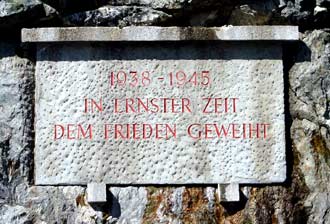 1938-1945
IN ERNSTER ZEIT
DEM FRIEDEN GEWEIHT